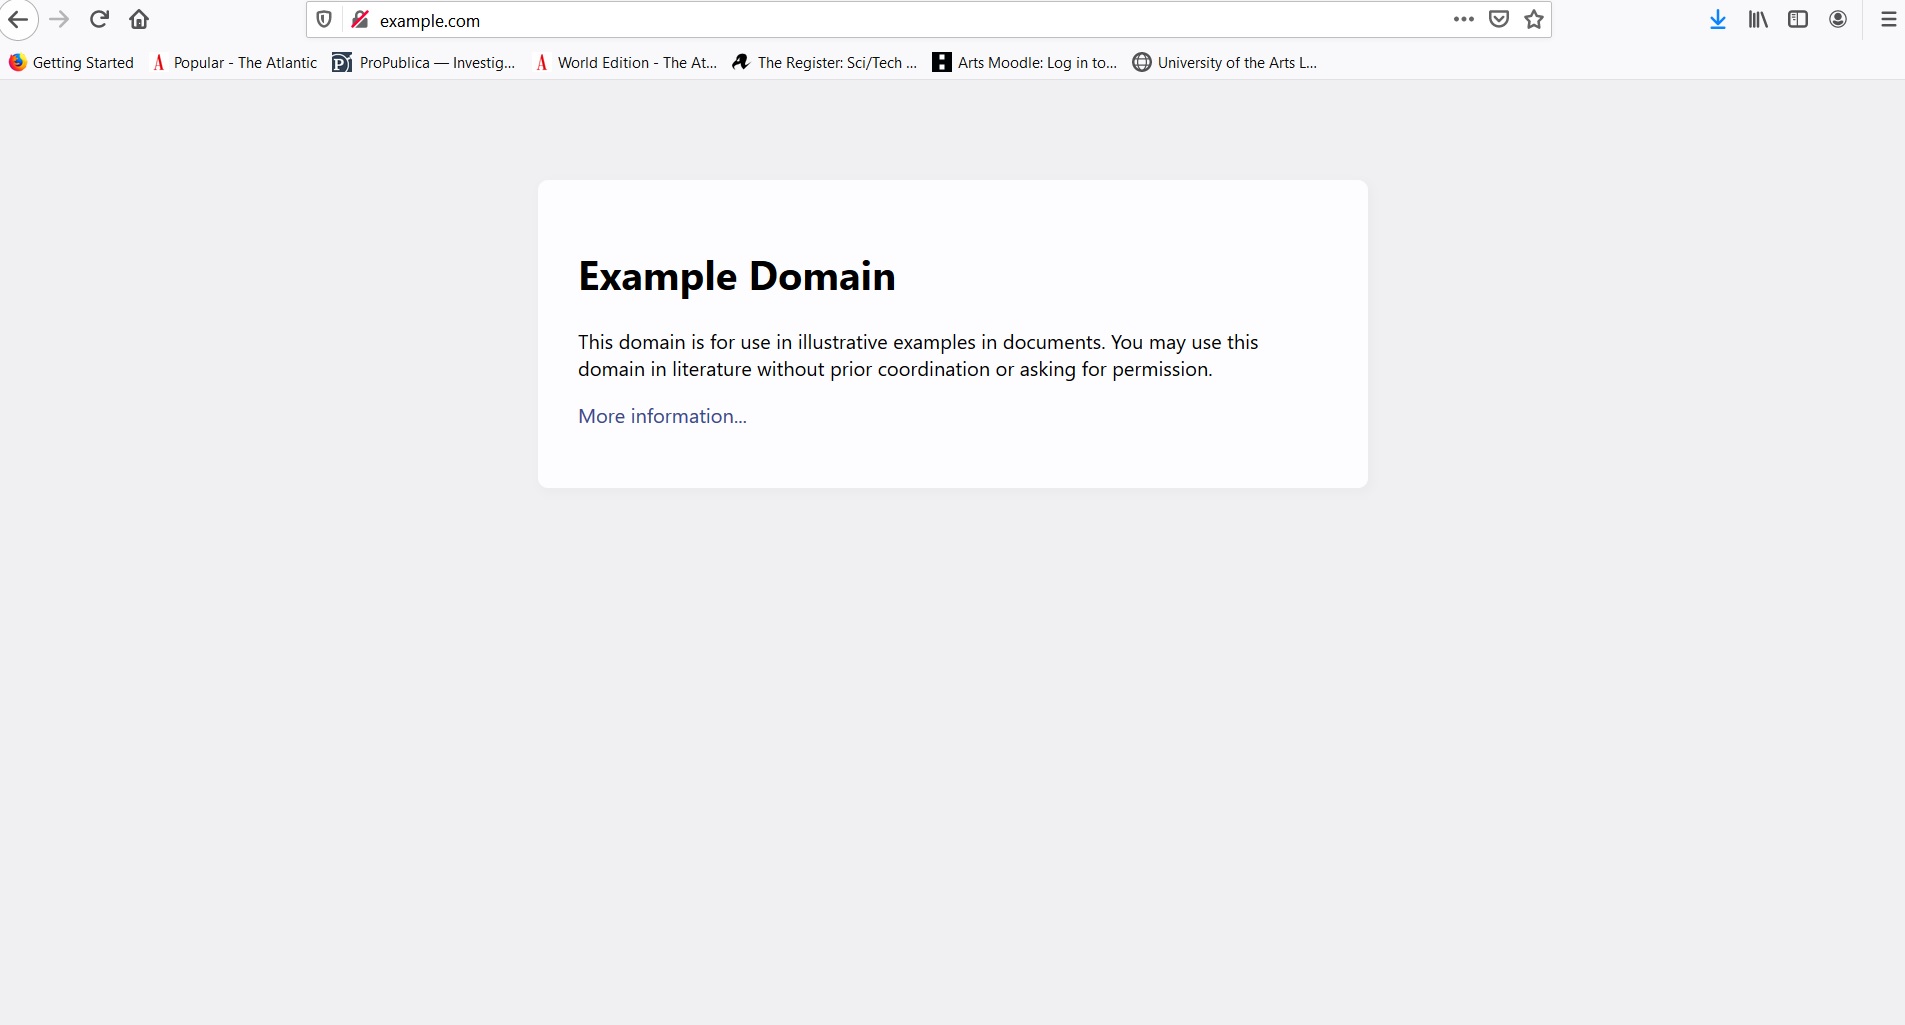 example.com
Getting Started
Popular - The Atlantic
ProPublica — Investig...
World Edition - The At...
The Register: Sci/Tech ...
Arts Moodle: Log in to...
University of the Arts L...
Example Domain
This domain is for use in illustrative examples in documents. You may use this
domain in literature without prior coordination or asking for permission.
More information...